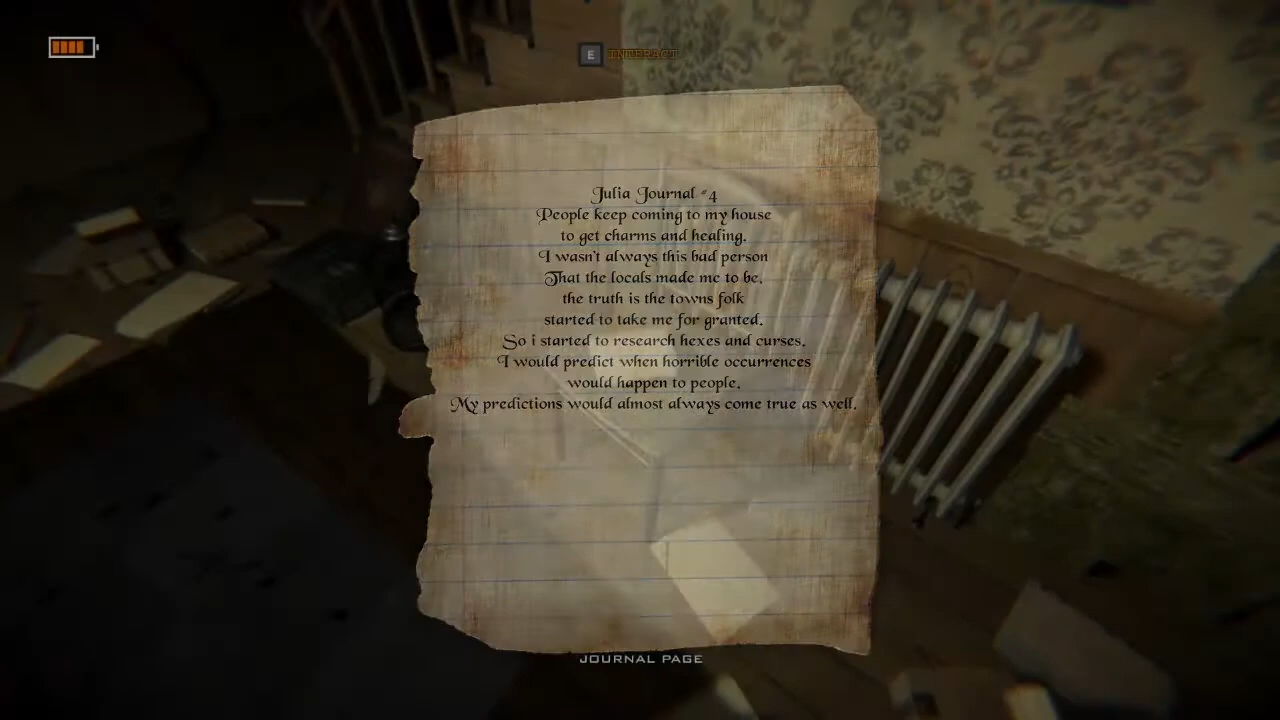 E INTERACT
Julia Journal #4
People keep coming to my house
to get charms and healing.
I wasn't always this bad person
That the locals made me to be.
the truth is the towns folk
started to take me for granted.
So i started to research hexes and curses.
I would predict when horrible occurrences
would happen to people.
My predictions would almost always come true as well.
JOURNAL PAGE